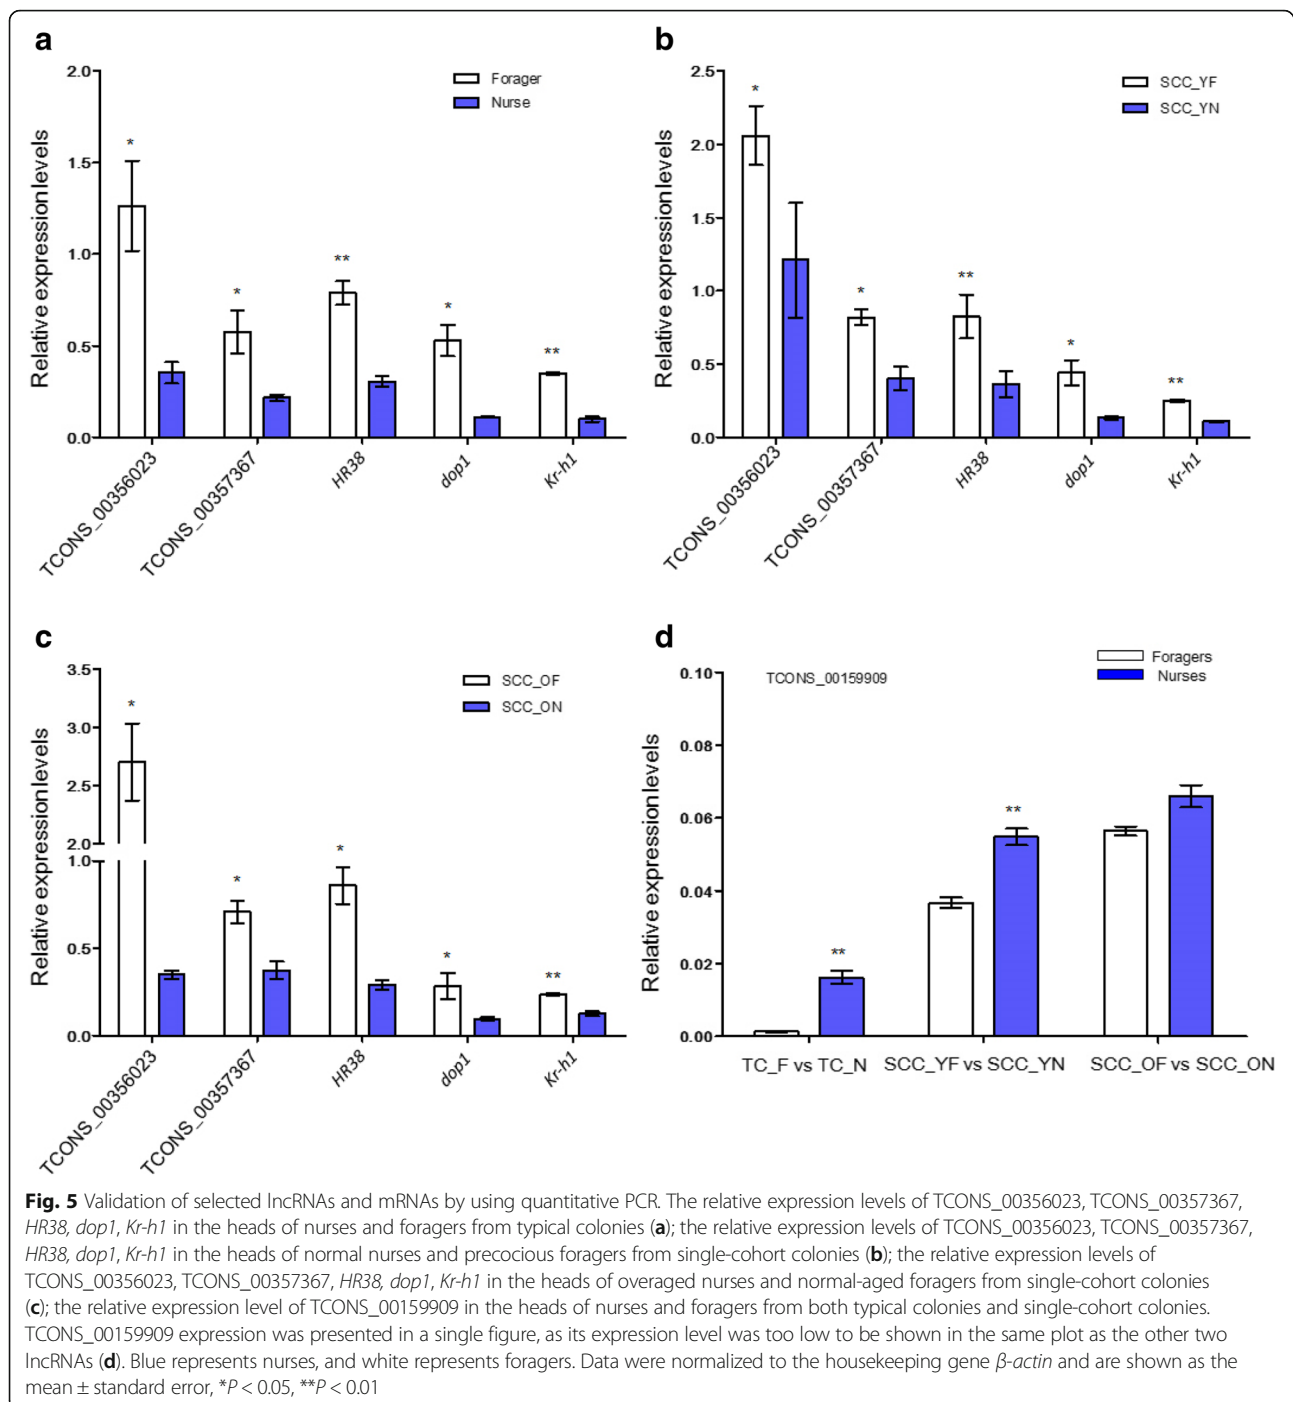 a
2.0
1.5
1.0
0.5
0.0
Relative expression levels
Forager
Nurse
*
*
**
*
**
TCONS_00356023
TCONS_00357367
HR38
dop1
Kr-h1
b
2.5
2.0
1.5
1.0
0.5
0.0
Relative expression levels
SCC_YF
SCC_YN
*
*
**
*
**
TCONS_00356023
TCONS_00357367
HR38
dop1
Kr-h1
c
3.5
3.0
2.5
2.0
1.0
0.5
0.0
Relative expression levels
SCC_OF
SCC_ON
*
*
*
*
**
TCONS_00356023
TCONS_00357367
HR38
dop1
Kr-h1
d
0.10
0.08
0.06
0.04
0.02
0.00
Relative expression levels
TCONS_00159909
Foragers
Nurses
**
**
TC_F vs TC_N
SCC_YF vs SCC_YN
SCC_OF vs SCC_ON
Fig. 5 Validation of selected lncRNAs and mRNAs by using quantitative PCR. The relative expression levels of TCONS_00356023, TCONS_00357367,
HR38, dop1, Kr-h1 in the heads of nurses and foragers from typical colonies (a); the relative expression levels of TCONS_00356023, TCONS_00357367,
HR38, dop1, Kr-h1 in the heads of normal nurses and precocious foragers from single-cohort colonies (b); the relative expression levels of
TCONS_00356023, TCONS_00357367, HR38, dop1, Kr-h1 in the heads of overaged nurses and normal-aged foragers from single-cohort colonies
(c); the relative expression level of TCONS_00159909 in the heads of nurses and foragers from both typical colonies and single-cohort colonies.
TCONS_00159909 expression was presented in a single figure, as its expression level was too low to be shown in the same plot as the other two
lncRNAs (d). Blue represents nurses, and white represents foragers. Data were normalized to the housekeeping gene β-actin and are shown as the
mean ± standard error, *P < 0.05, **P < 0.01